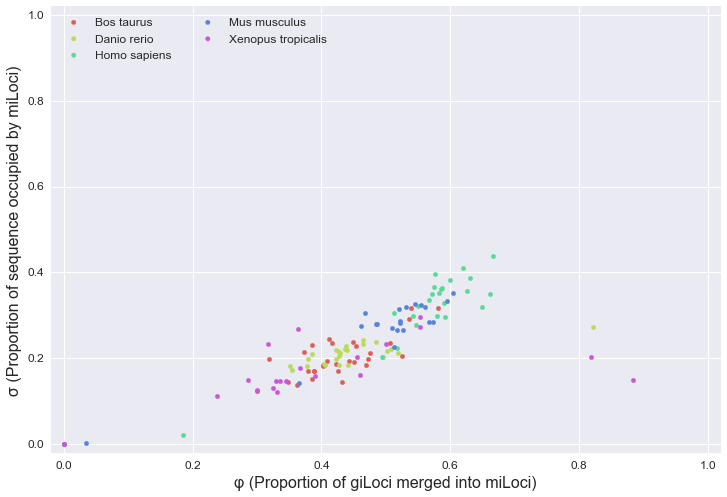 1.0
0.8
0.6
0.4
0.2
0.0
σ (Proportion of sequence occupied by miLoci)
Bos taurus
Danio rerio
Homo sapiens
Mus musculus
Xenopus tropicalis
0.0 0.2 0.4 0.6 0.8 1.0
φ (Proportion of giLoci merged into miLoci)